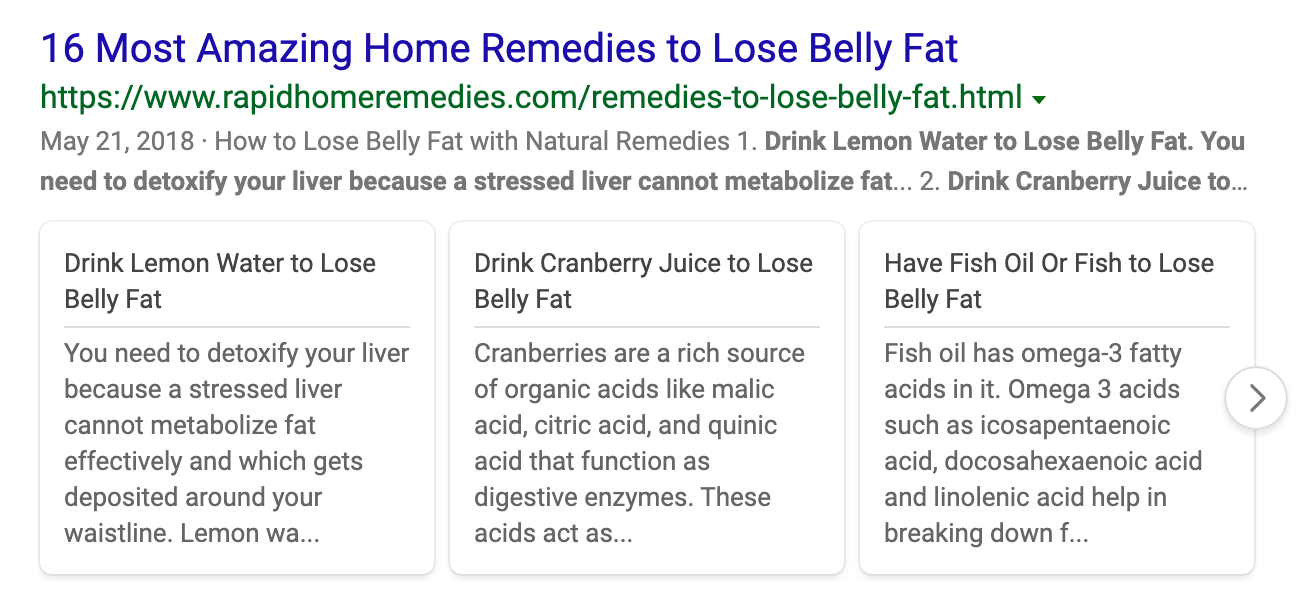 16 Most Amazing Home Remedies to Lose Belly Fat
https://www.rapidhomeremedies.com/remedies-to-lose-belly-fat.html
May 21, 2018 · How to Lose Belly Fat with Natural Remedies 1. Drink Lemon Water to Lose Belly Fat. You
need to detoxify your liver because a stressed liver cannot metabolize fat... 2. Drink Cranberry Juice to…
Drink Lemon Water to Lose
Belly Fat
You need to detoxify your liver
because a stressed liver
cannot metabolize fat
effectively and which gets
deposited around your
waistline. Lemon wa...
Drink Cranberry Juice to Lose
Belly Fat
Cranberries are a rich source
of organic acids like malic
acid, citric acid, and quinic
acid that function as
digestive enzymes. These
acids act as...
Have Fish Oil Or Fish to Lose
Belly Fat
Fish oil has omega-3 fatty
acids in it. Omega 3 acids
such as icosapentaenoic
acid, docosahexaenoic acid
and linolenic acid help in
breaking down f...